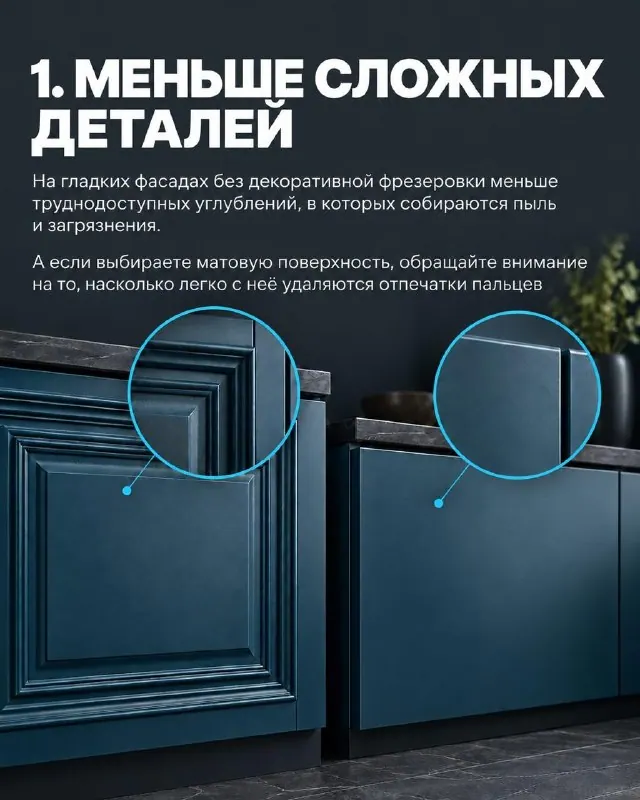 1. МЕНЬШЕ СЛОЖНЫХ
ДЕТАЛЕЙ
На гладких фасадах без декоративной фрезеровки меньше
труднодоступных углублений, в которых собираются пыль
и загрязнения.
А если выбираете матовую поверхность, обращайте внимание
на то, насколько легко с неё удаляются отпечатки пальцев